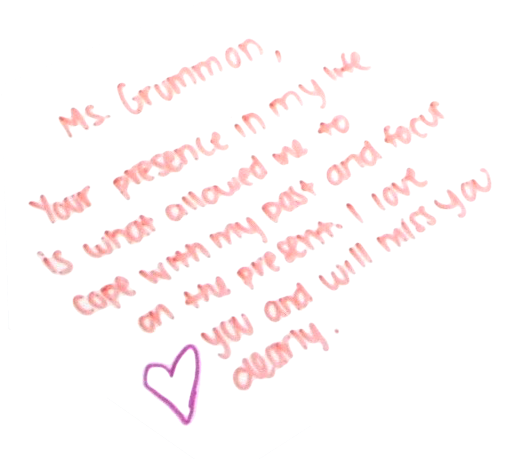 Ms. Grummon,
Your presence in my life
is what allowed me to
cope with my past and focus
on the present. I love
you and will miss you
dearly.